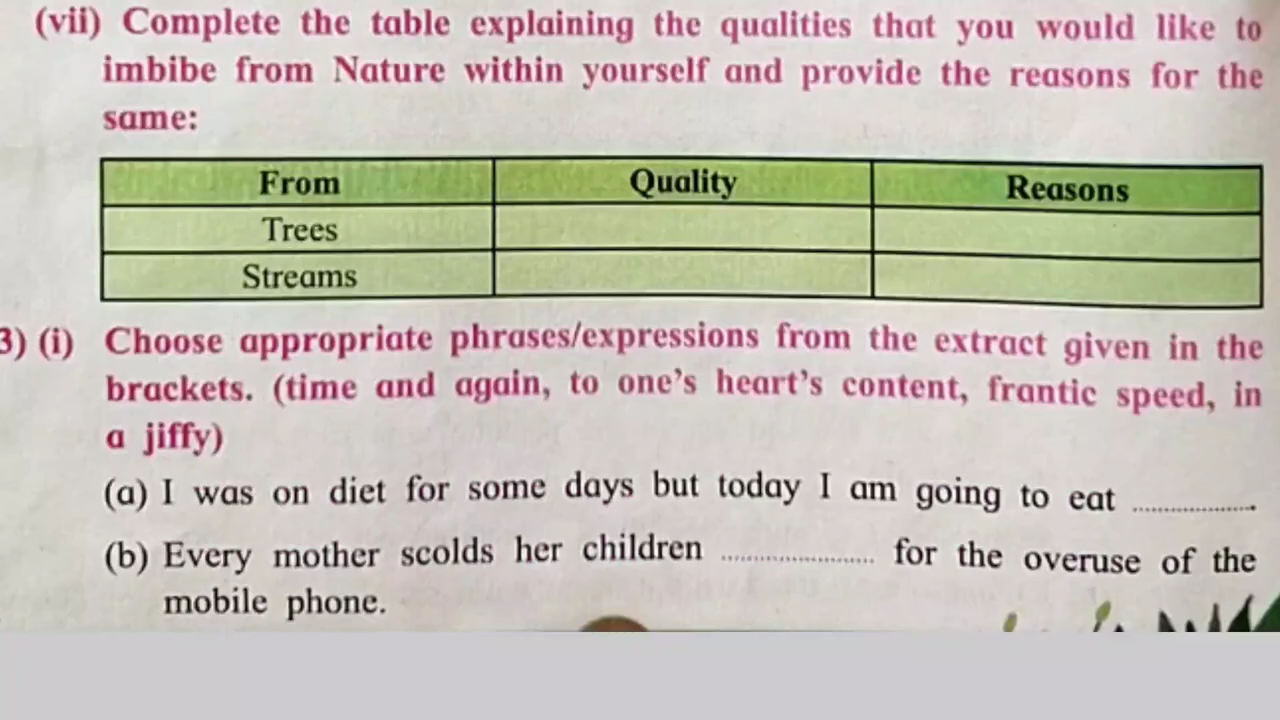 (vii) Complete the table explaining the qualities that you would like to
imbibe from Nature within yourself and provide the reasons for the
same:
From Quality Reasons
Trees
Streams
3) (i) Choose appropriate phrases/expressions from the extract given in the
brackets. (time and again, to one's heart's content, frantic speed, in
a jiffy)
(a) I was on diet for some days but today I am going to eat ....................
(b) Every mother scolds her children .......................... for the overuse of the
mobile phone.